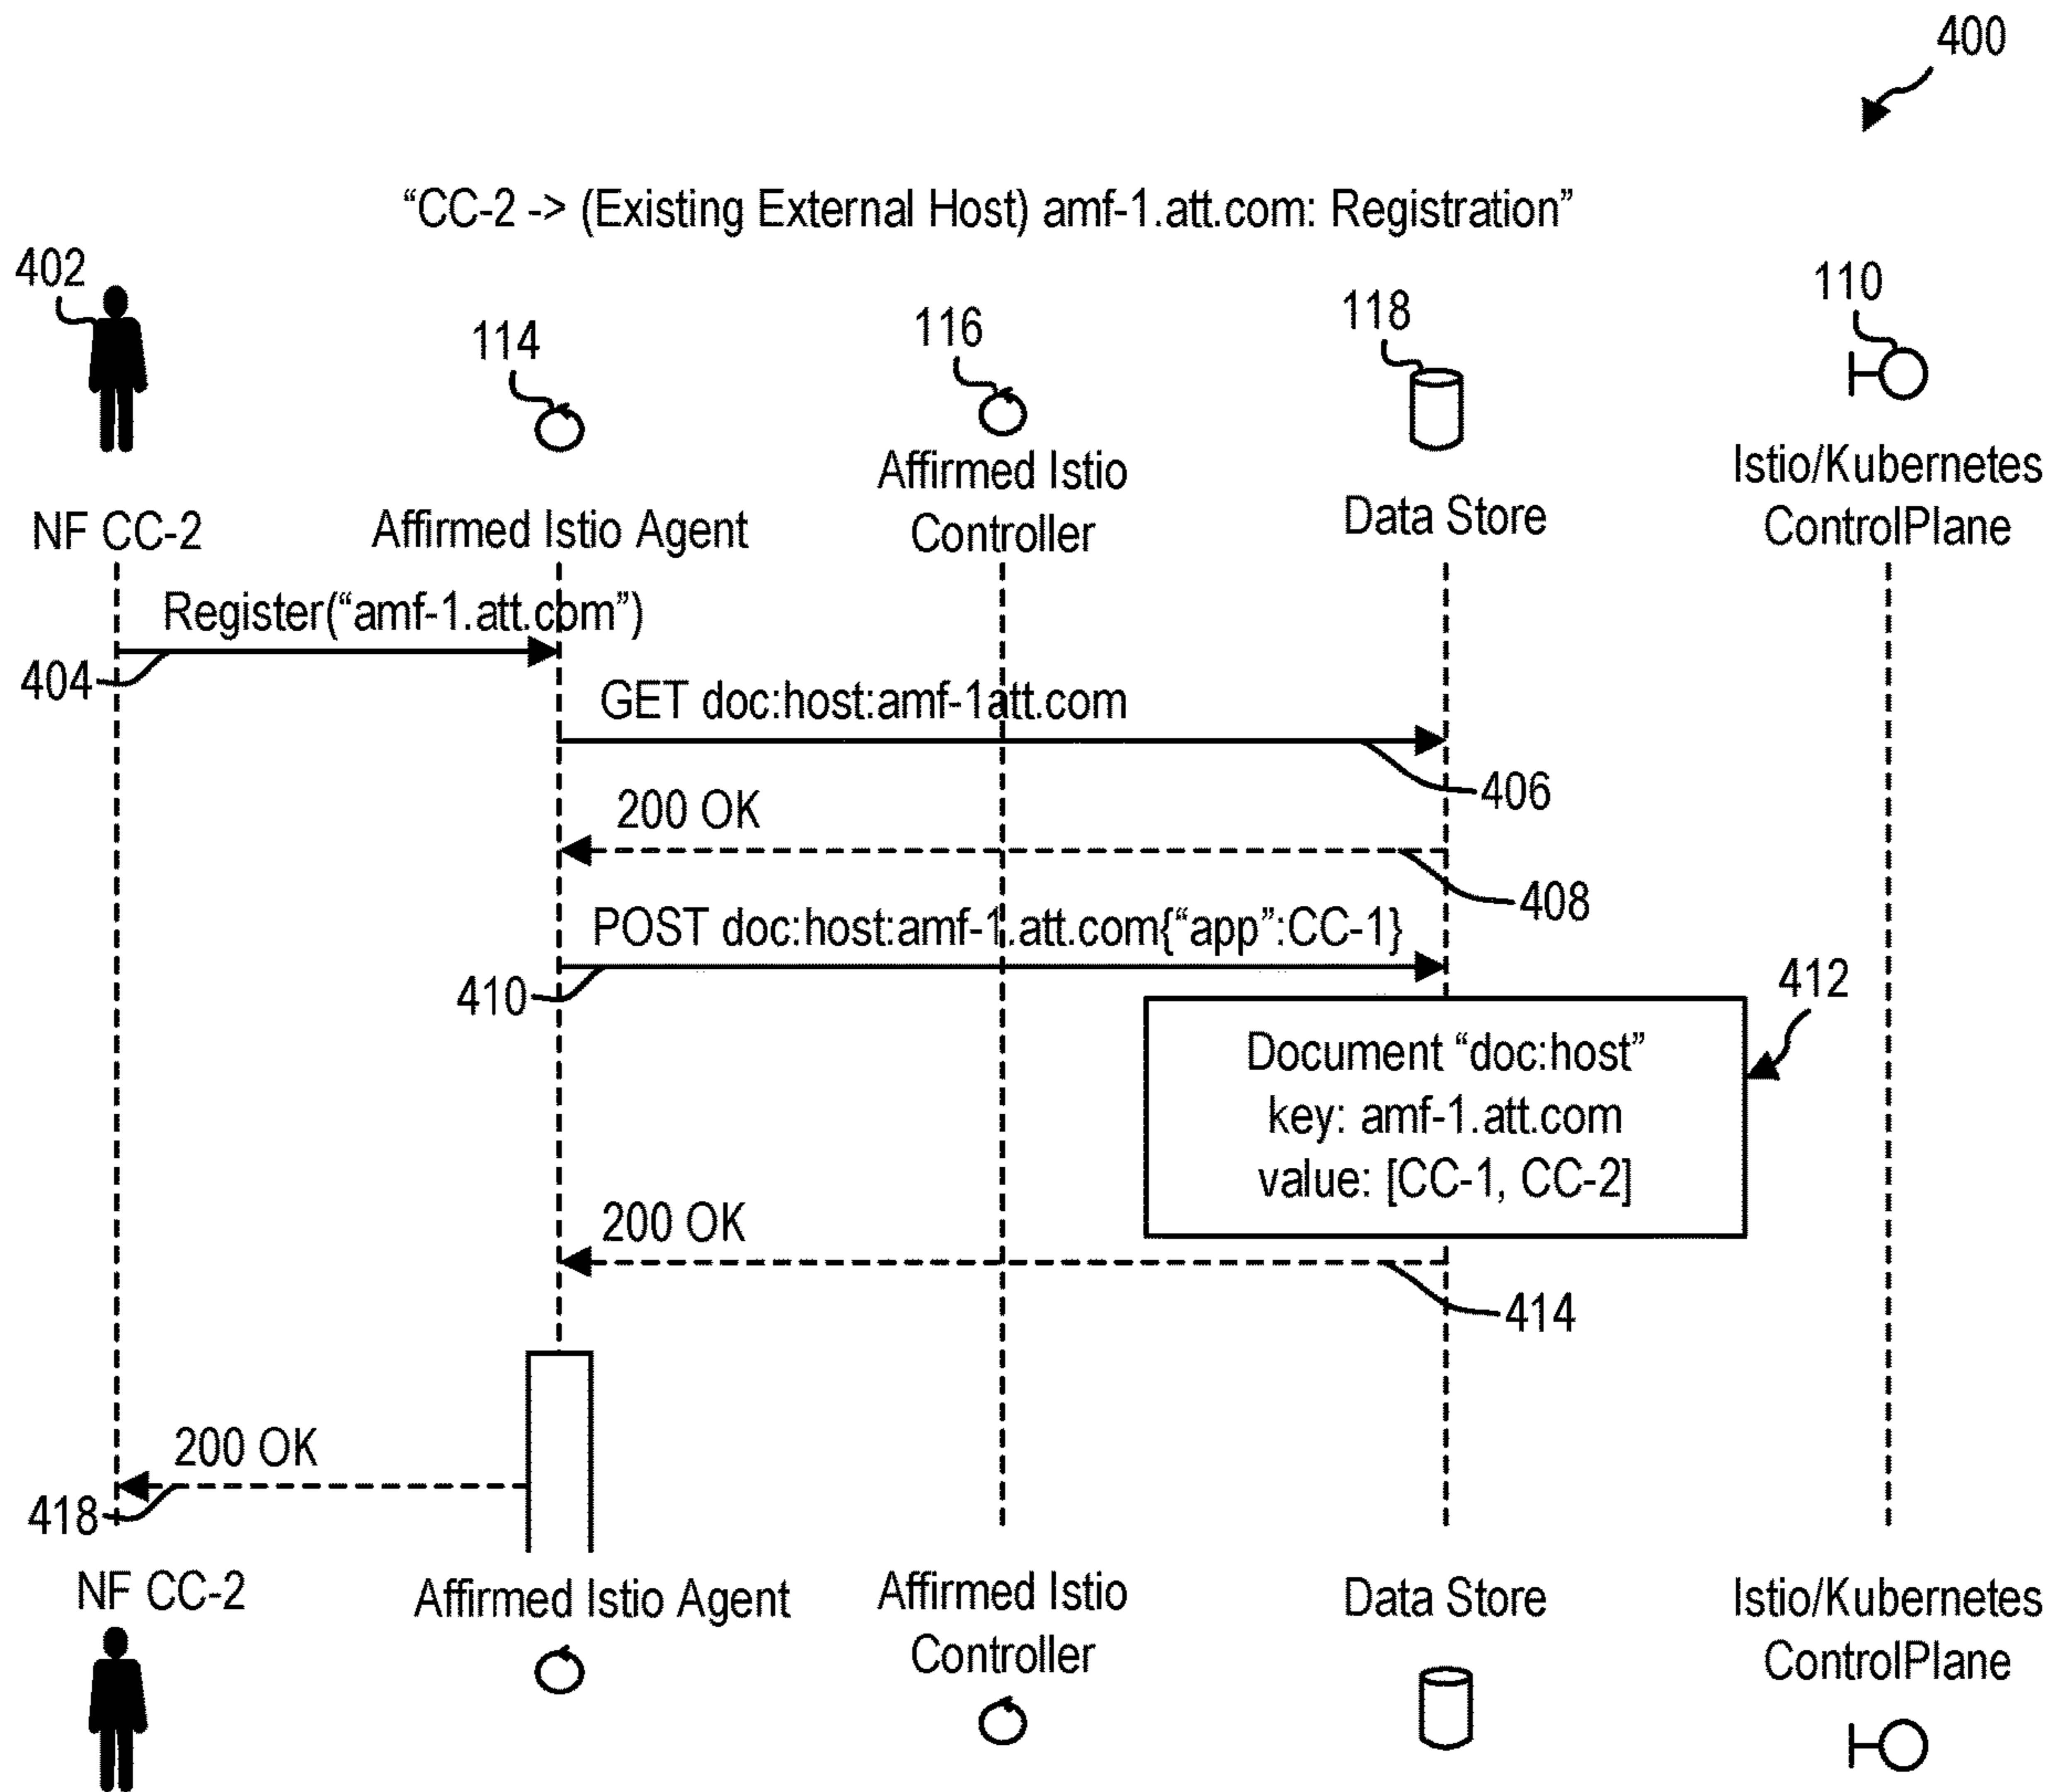 400
“CC-2 -> (Existing External Host) amf-1.att.com: Registration”
402
114
116
118
110
NF CC-2
Affirmed Istio Agent
Affirmed Istio
Controller
Data Store
Istio/Kubernetes
ControlPlane
Register(“amf-1.att.com”)
404
GET doc:host:amf-1att.com
406
200 OK
408
POST doc:host:amf-1.att.com{“app”:CC-1}
410
412
Document “doc:host”
key: amf-1.att.com
value: [CC-1, CC-2]
200 OK
414
200 OK
418
NF CC-2
Affirmed Istio Agent
Affirmed Istio
Controller
Data Store
Istio/Kubernetes
ControlPlane